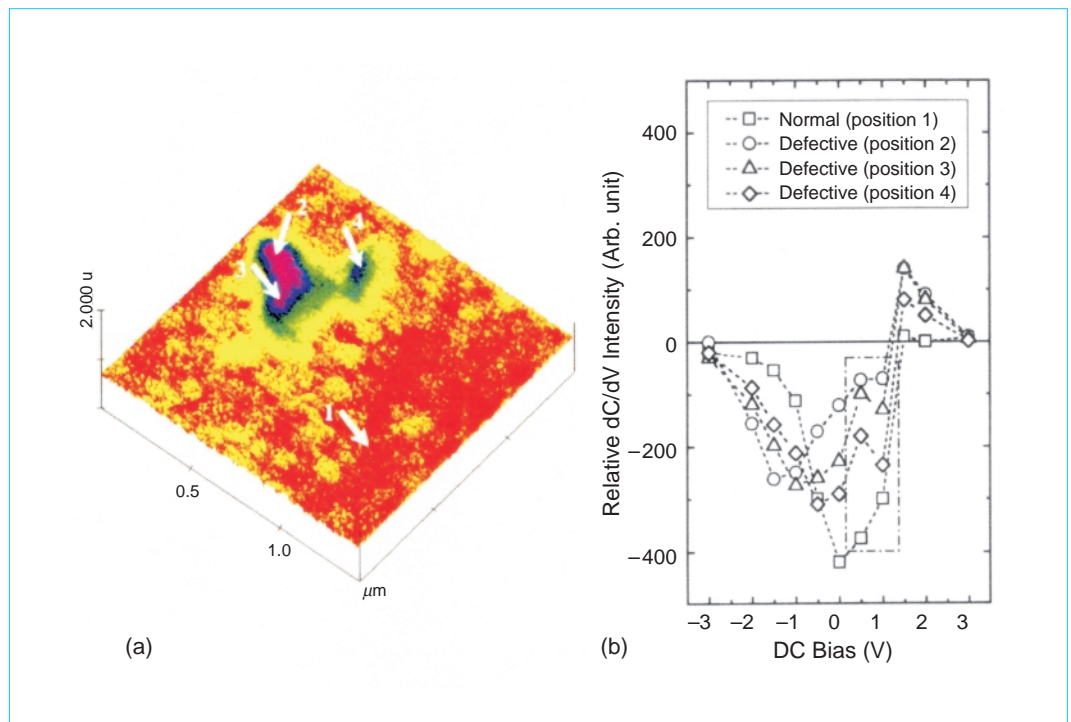 2
4
3
1
2.000 u
0.5
1.0
μm
(a)
Normal (position 1)
Defective (position 2)
Defective (position 3)
Defective (position 4)
400
200
0
−200
−400
Relative dC/dV Intensity (Arb. unit)
−3 −2 −1 0 1 2 3
DC Bias (V)
(b)